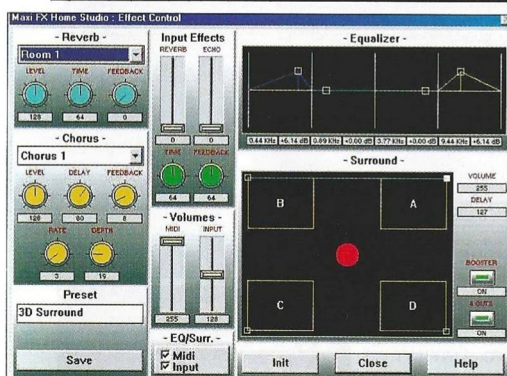 Maxi FX Home Studio : Effect Control
- Reverb -
Room 1
LEVEL TIME FEEDBACK
128 64 0
- Chorus -
Chorus 1
LEVEL DELAY FEEDBACK
128 80 8
RATE DEPTH
3 19
Preset
3D Surround
Save
Input Effects
REVERB ECHO
0 0
TIME FEEDBACK
64 64
- Volumes -
MIDI INPUT
255 128
- EQ/Surr. -
Midi
Input
- Equalizer -
0.44 KHz +6.14 dB 0.89 KHz +0.00 dB 3.77 KHz +0.00 dB 9.44 KHz +6.14 dB
- Surround -
B A
C D
VOLUME
255
DELAY
127
BOOSTER
ON
4 OUTS
ON
Init Close Help